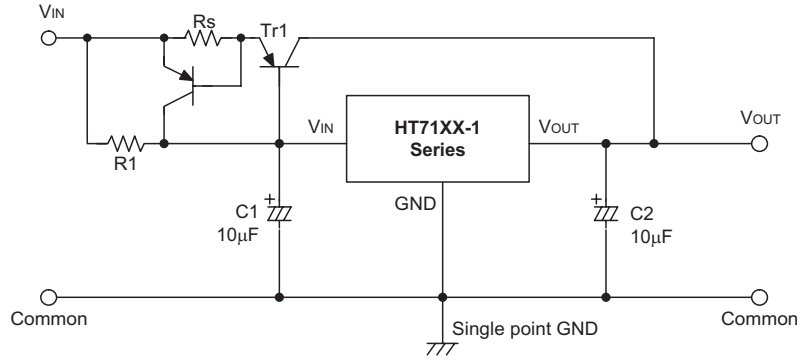 VIN
Rs
Tr1
R1
VIN
HT71XX-1
Series
VOUT
VOUT
GND
C1
10μF
C2
10μF
+
+
Common
Single point GND
Common